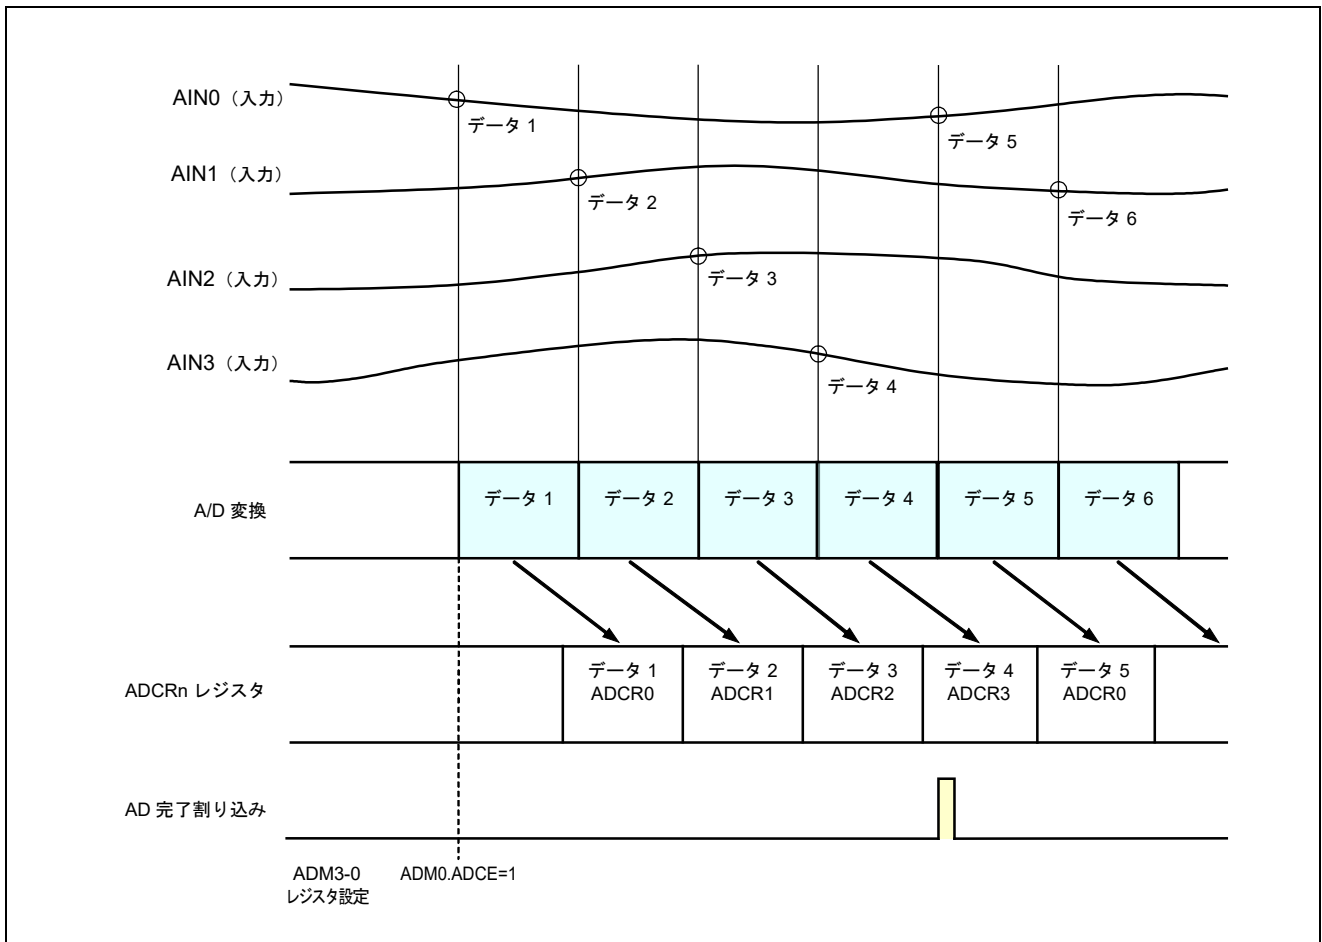 AIN0（入力）
データ 1
データ 5
AIN1（入力）
データ 2
データ 6
AIN2（入力）
データ 3
AIN3（入力）
データ 4
A/D 変換
データ 1
データ 2
データ 3
データ 4
データ 5
データ 6
ADCRn レジスタ
データ 1
ADCR0
データ 2
ADCR1
データ 3
ADCR2
データ 4
ADCR3
データ 5
ADCR0
AD 完了割り込み
ADM3-0
レジスタ設定
ADM0.ADCE=1